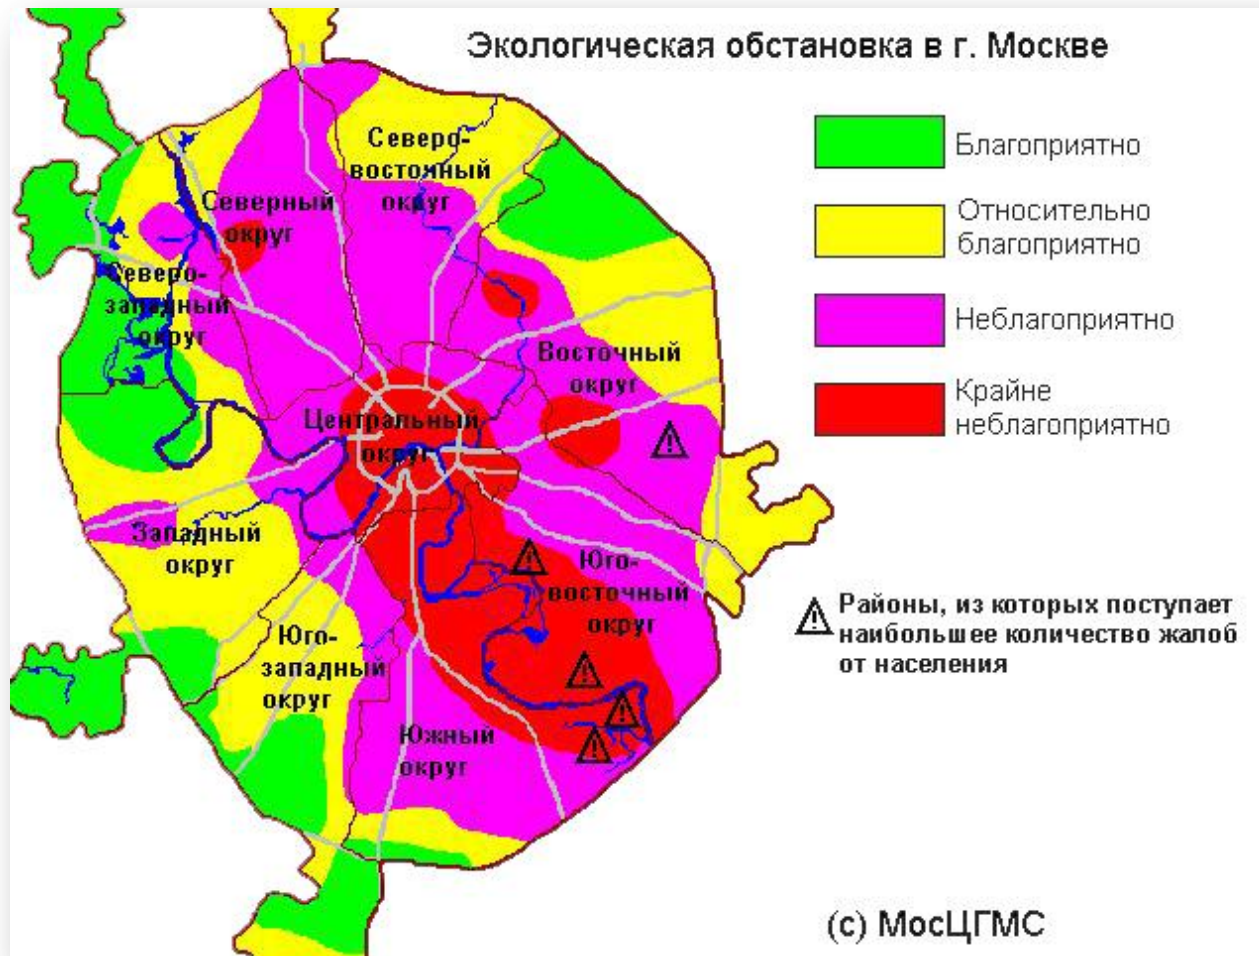 Экологическая обстановка в г. Москве
Благоприятно
Относительно
благоприятно
Неблагоприятно
Крайне
неблагоприятно
Районы, из которых поступает
наибольшее количество жалоб
от населения
Северо-
восточный
округ
Северный
округ
Северо-
западный
округ
Восточный
округ
Центральный
округ
Западный
округ
Юго-
восточный
округ
Юго-
западный
округ
Южный
округ
(с) МосЦГМС